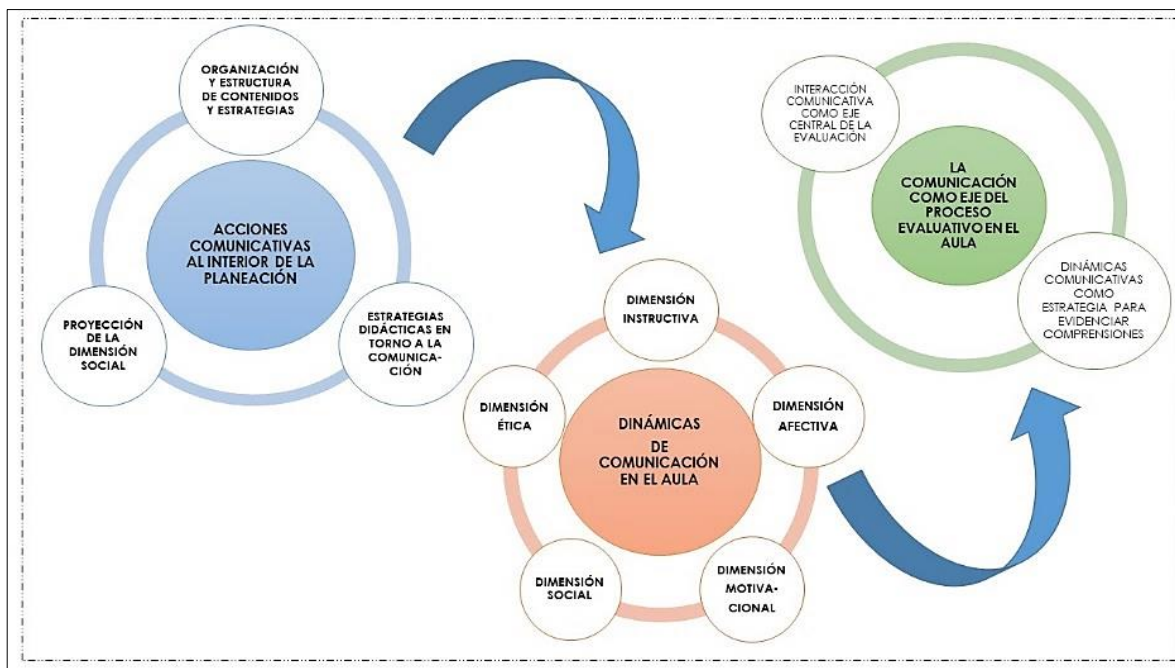 ORGANIZACIÓN
Y ESTRUCTURA
DE CONTENIDOS
Y ESTRATEGIAS
ACCIONES
COMUNICATIVAS
AL INTERIOR DE LA
PLANEACIÓN
PROYECCIÓN
DE LA
DIMENSIÓN
SOCIAL
ESTRATEGIAS
DIDÁCTICAS EN
TORNO A LA
COMUNICA-
CIÓN
DIMENSIÓN
INSTRUCTIVA
DIMENSIÓN
ÉTICA
DINÁMICAS
DE
COMUNICACIÓN
EN EL AULA
DIMENSIÓN
AFECTIVA
DIMENSIÓN
SOCIAL
DIMENSIÓN
MOTIVA-
CIONAL
INTERACCIÓN
COMUNICATIVA
COMO EJE
CENTRAL DE LA
EVALUACIÓN
LA
COMUNICACIÓN
COMO EJE DEL
PROCESO
EVALUATIVO EN EL
AULA
DINÁMICAS
COMUNICATIVAS
COMO
ESTRATEGIA PARA
EVIDENCIAR
COMPRENSIONES